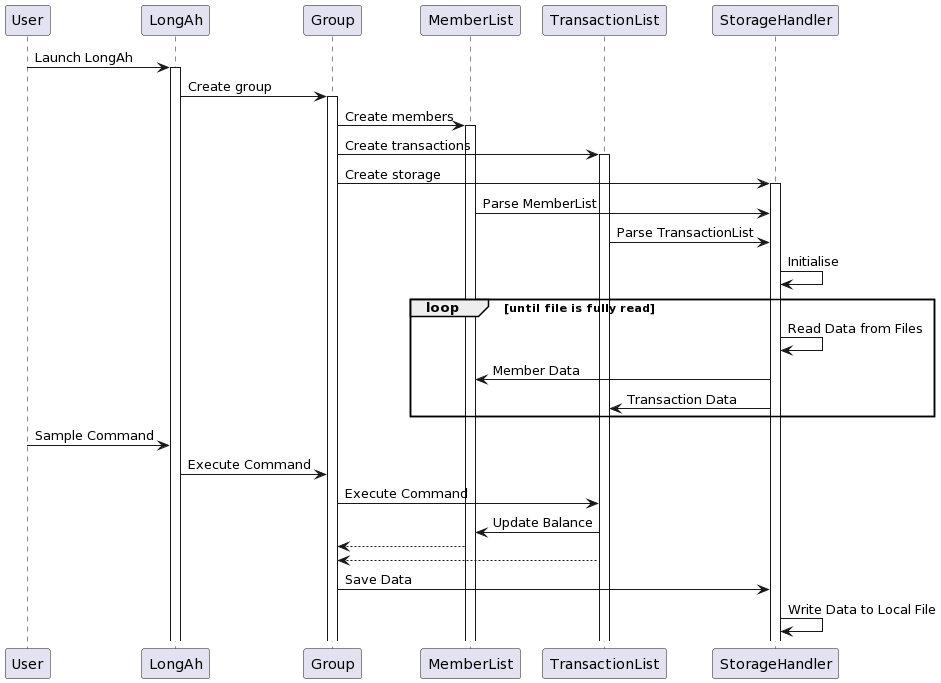 User LongAh Group MemberList TransactionList StorageHandler
Launch LongAh
Create group
Create members
Create transactions
Create storage
Parse MemberList
Parse TransactionList
Initialise
loop [until file is fully read]
Read Data from Files
Member Data
Transaction Data
Sample Command
Execute Command
Execute Command
Update Balance
Save Data
Write Data to Local File
User LongAh Group MemberList TransactionList StorageHandler